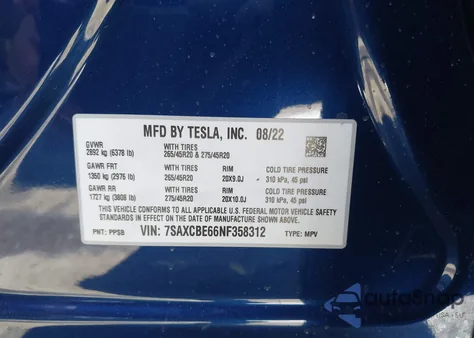 MFD BY TESLA, INC. 08/22
GVWR
2892 kg (6378 lb)
WITH TIRES
265/45R20 & 275/45R20
GAWR FRT
1350 kg (2976 lb)
WITH TIRES
265/45R20
RIM
20X9.0J
COLD TIRE PRESSURE
310 kPa, 45 psi
GAWR RR
1727 kg (3808 lb)
WITH TIRES
275/45R20
RIM
20X10.0J
COLD TIRE PRESSURE
310 kPa, 45 psi
THIS VEHICLE CONFORMS TO ALL APPLICABLE U.S. FEDERAL MOTOR VEHICLE SAFETY
STANDARDS IN EFFECT ON THE DATE OF MANUFACTURE SHOWN ABOVE.
PNT: PPSB VIN: 7SAXCBE66NF358312 TYPE: MPV
autoSnap
USA - EU